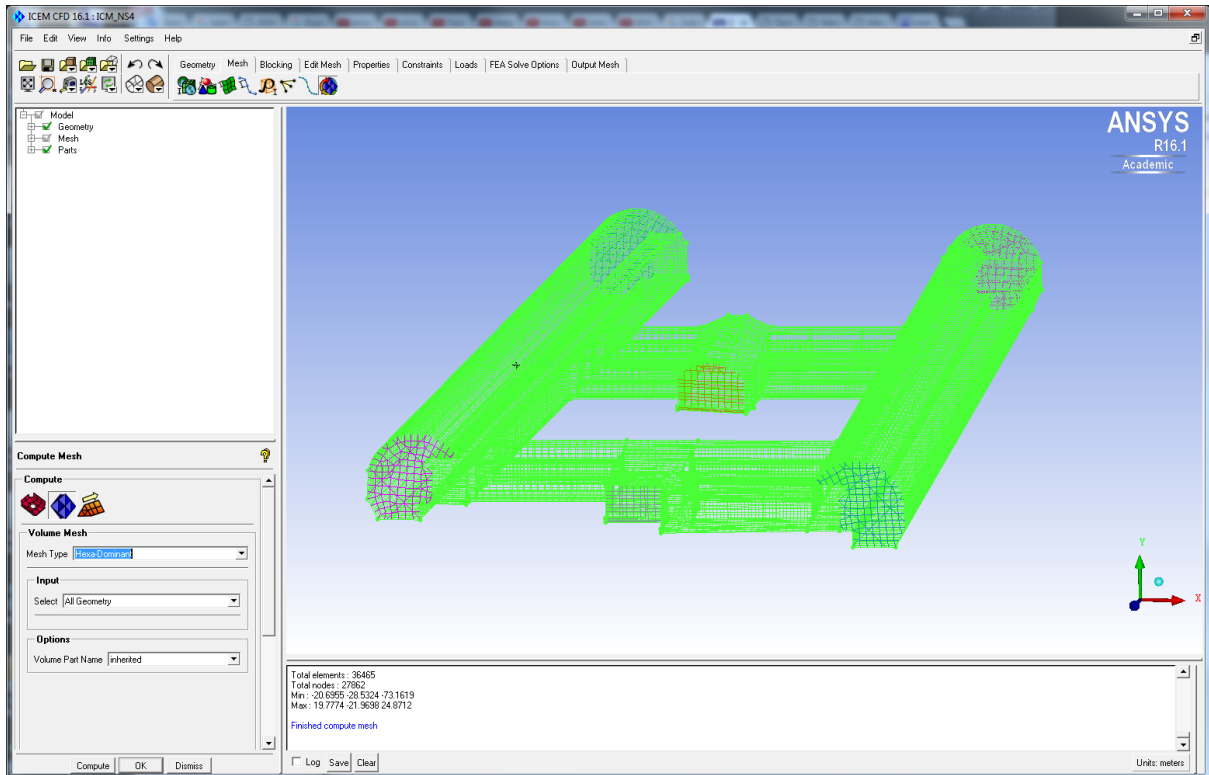 ICEM CFD 16.1 : ICM_NS4
File Edit View Info Settings Help
Geometry Mesh Blocking Edit Mesh Properties Constraints Loads FEA Solve Options Output Mesh
Model
Geometry
Mesh
Parts
ANSYS
R16.1
Academic
Compute Mesh
Compute
Volume Mesh
Mesh Type Hexa-Dominant
Input
Select All Geometry
Options
Volume Part Name inherited
Compute OK Dismiss
Y
X
Total elements : 36465
Total nodes : 27862
Min : -20.6955 -28.5324 -73.1619
Max : 19.7774 -21.9698 24.8712
Finished compute mesh
Log Save Clear
Units: meters